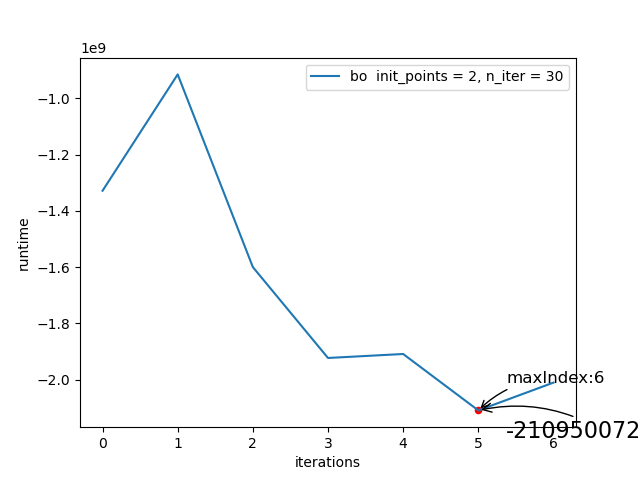 1e9
bo  init_points = 2, n_iter = 30
−1.0
−1.2
−1.4
−1.6
−1.8
−2.0
runtime
maxIndex:6
-210950072
0 1 2 3 4 5 6
iterations